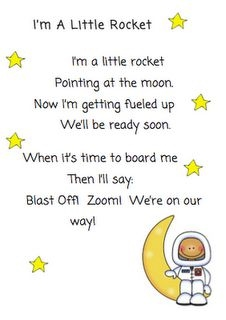 I'm A Little Rocket
I'm a little rocket
Pointing at the moon.
Now I'm getting fueled up
We'll be ready soon.
When it's time to board me
Then I'll say:
Blast Off! Zoom! We're on our
way!